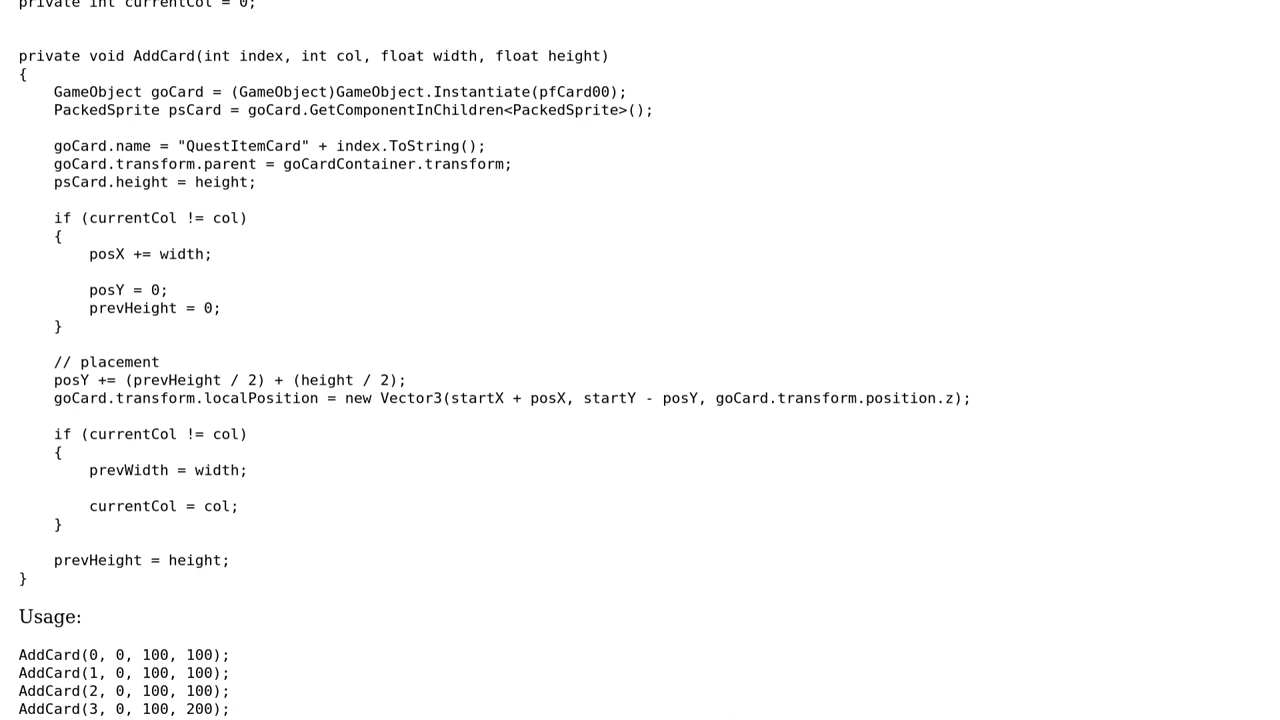 private int currentCol = 0;
private void AddCard(int index, int col, float width, float height)
{
    GameObject goCard = (GameObject)GameObject.Instantiate(pfCard00);
    PackedSprite psCard = goCard.GetComponentInChildren<PackedSprite>();
    goCard.name = "QuestItemCard" + index.ToString();
    goCard.transform.parent = goCardContainer.transform;
    psCard.height = height;
    if (currentCol != col)
    {
        posX += width;
        posY = 0;
        prevHeight = 0;
    }
    // placement
    posY += (prevHeight / 2) + (height / 2);
    goCard.transform.localPosition = new Vector3(startX + posX, startY - posY, goCard.transform.position.z);
    if (currentCol != col)
    {
        prevWidth = width;
        currentCol = col;
    }
    prevHeight = height;
}
Usage:
AddCard(0, 0, 100, 100);
AddCard(1, 0, 100, 100);
AddCard(2, 0, 100, 100);
AddCard(3, 0, 100, 200);